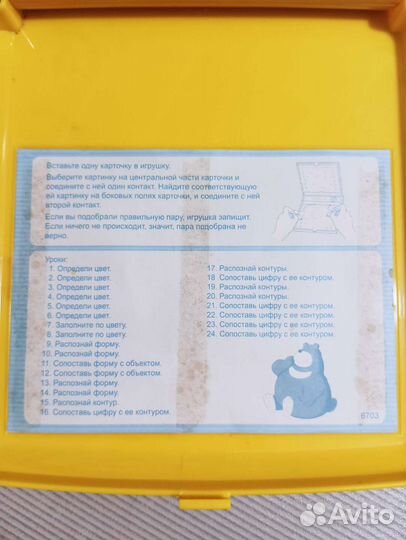 Вставьте одну карточку в игрушку.
Выберите картинку на центральной части карточки и
соедините с ней один контакт. Найдите соответствующую
ей картинку на боковых полях карточки, и соедините с ней
второй контакт.
Если вы подобрали правильную пару, игрушка запищит.
Если ничего не происходит, значит, пара подобрана не
верно.
Уроки:
1. Определи цвет.
2. Определи цвет.
3. Определи цвет.
4. Определи цвет.
5. Определи цвет.
6. Определи цвет.
7. Заполните по цвету.
8. Заполните по цвету.
9. Распознай форму.
10. Распознай форму.
11. Сопоставь форму с объектом.
12. Сопоставь форму с объектом.
13. Распознай форму.
14. Распознай форму.
15. Распознай контур.
16. Сопоставь цифру с ее контуром.
17. Распознай контуры.
18. Сопоставь цифру с ее контуром.
19. Распознай контуры.
20. Распознай контуры.
21. Сопоставь цифру с ее контуром.
22. Сопоставь цифру с ее контуром.
23. Сопоставь цифру с ее контуром.
24. Сопоставь цифру с ее контуром.
6703
Avito